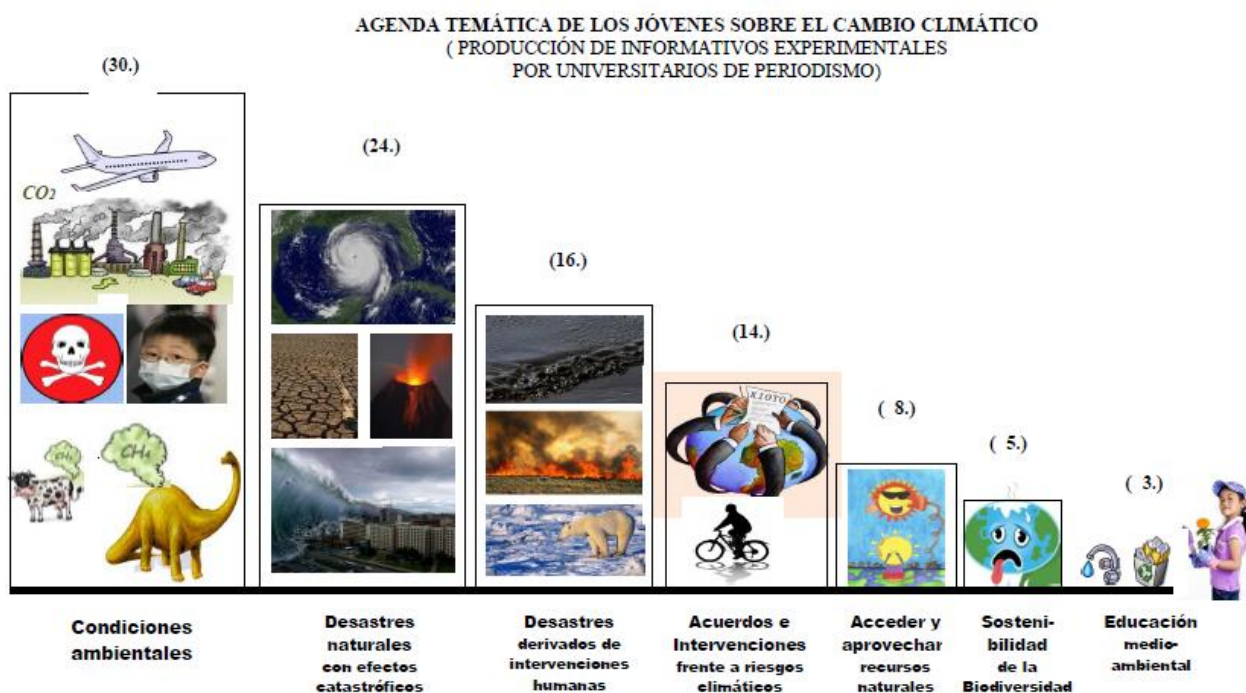 AGENDA TEMÁTICA DE LOS JÓVENES SOBRE EL CAMBIO CLIMÁTICO
( PRODUCCIÓN DE INFORMATIVOS EXPERIMENTALES
POR UNIVERSITARIOS DE PERIODISMO)
(30.)
(24.)
(16.)
(14.)
( 8.)
( 5.)
( 3.)
CO2
KIOTO
CH4
CH4
Condiciones
ambientales
Desastres
naturales
con efectos
catastróficos
Desastres
derivados de
intervenciones
humanas
Acuerdos e
Intervenciones
frente a riesgos
climáticos
Acceder y
aprovechar
recursos
naturales
Sosteni-
bilidad
de la
Biodiversidad
Educación
medio-
ambiental